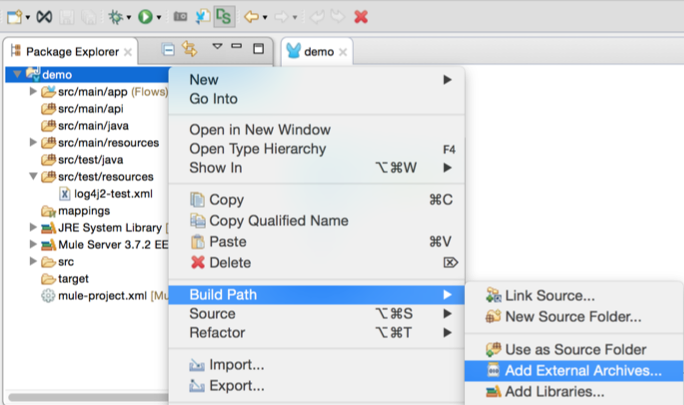 Package Explorer
demo
demo
src/main/app (Flows)
src/main/api
src/main/java
src/main/resources
src/test/java
src/test/resources
log4j2-test.xml
mappings
JRE System Library [
Mule Server 3.7.2 EE
src
target
mule-project.xml [Mu
New
Go Into
Open in New Window
Open Type Hierarchy F4
Show In ⌥⌘W
Copy ⌘C
Copy Qualified Name
Paste ⌘V
Delete ⌦
Build Path
Source ⌥⌘S
Refactor ⌥⌘T
Import...
Export...
Link Source...
New Source Folder...
Use as Source Folder
Add External Archives...
Add Libraries...